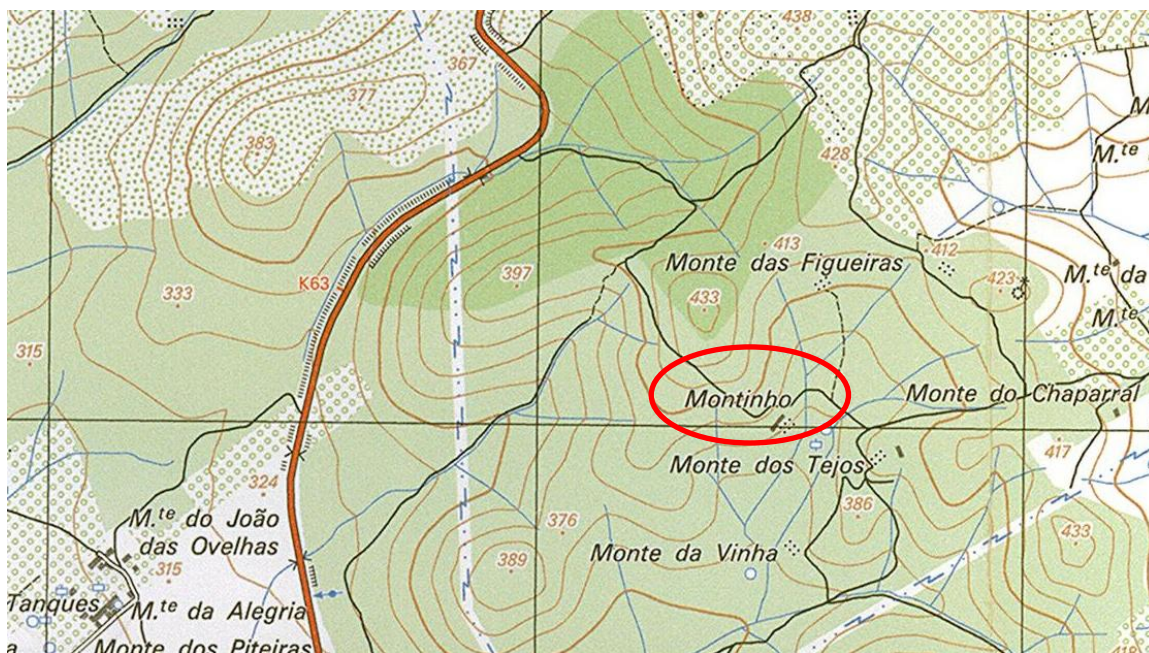 438
367
377
383
428
M
M.te
413
412
Monte das Figueiras
397
K63
333
433
423
M.te da
M.te
315
Montinho
Monte do Chaparral
417
Monte dos Tejos
324
386
376
433
M.te do João
das Ovelhas
389
Monte da Vinha
315
Tanques
M.te da Alegria
a
Monte dos Piteiras
418